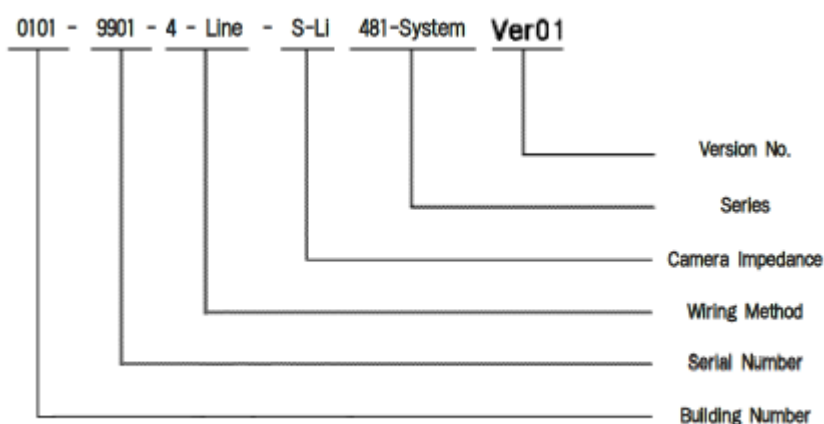 0101 - 9901 - 4 - Line - S-Li 481-System Ver01
Version No.
Series
Camera Impedance
Wiring Method
Serial Number
Building Number